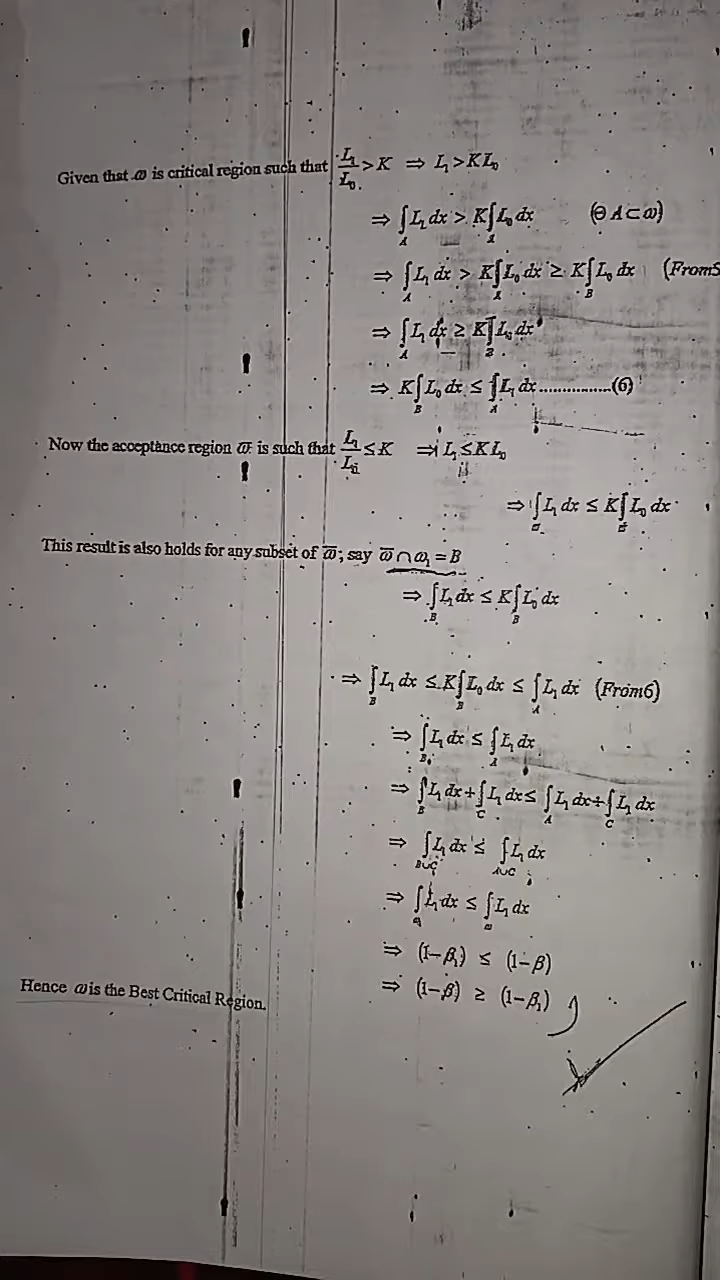 Given that ω is critical region such that L₁/L₀ > K ⇒ L₁ > KL₀
⇒ ∫_A L₁ dx > K∫_A L₀ dx (Θ A⊂ω)
⇒ ∫_A L₁ dx > K∫_A L₀ dx ≥ K∫_B L₀ dx (From5
⇒ ∫_A L₁ dx ≥ K∫_B L₀ dx
⇒ K∫_B L₀ dx ≤ ∫_A L₁ dx................(6)
Now the acceptance region ω̅ is such that L₁/L₀ ≤ K ⇒ L₁ ≤ KL₀
⇒ ∫_ω̅ L₁ dx ≤ K∫_ω̅ L₀ dx
This result is also holds for any subset of ω̅, say ω̅ ∩ ω₁ = B
⇒ ∫_B L₁ dx ≤ K∫_B L₀ dx
⇒ ∫_B L₁ dx ≤ K∫_B L₀ dx ≤ ∫_A L₁ dx (From6)
⇒ ∫_B L₁ dx ≤ ∫_A L₁ dx
⇒ ∫_B L₁ dx + ∫_C L₁ dx ≤ ∫_A L₁ dx + ∫_C L₁ dx
⇒ ∫_B∪C L₁ dx ≤ ∫_A∪C L₁ dx
⇒ ∫_ω₁ L₁ dx ≤ ∫_ω L₁ dx
⇒ (1−β₁) ≤ (1−β)
⇒ (1−β) ≥ (1−β₁)
Hence ω is the Best Critical Region.